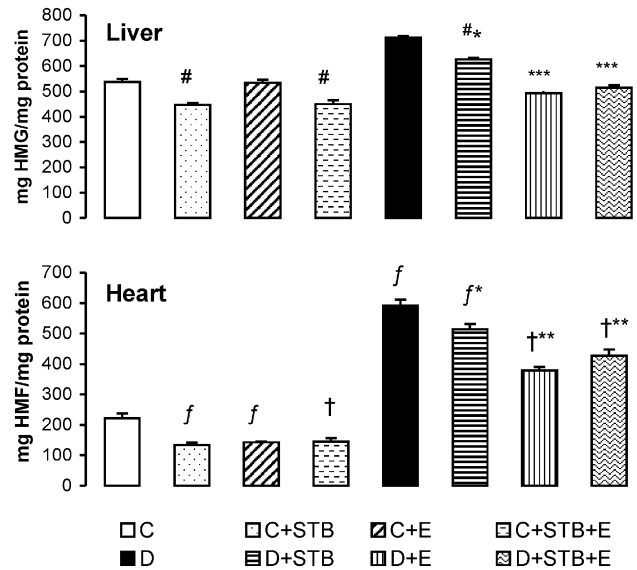 800
Liver
700
600
500
400
300
200
100
0
mg HMG/mg protein
#
#
#*
***
***
700
Heart
600
500
400
300
200
100
0
mg HMF/mg protein
ƒ
ƒ
†
ƒ
ƒ*
†**
†**
C C+STB C+E C+STB+E
D D+STB D+E D+STB+E